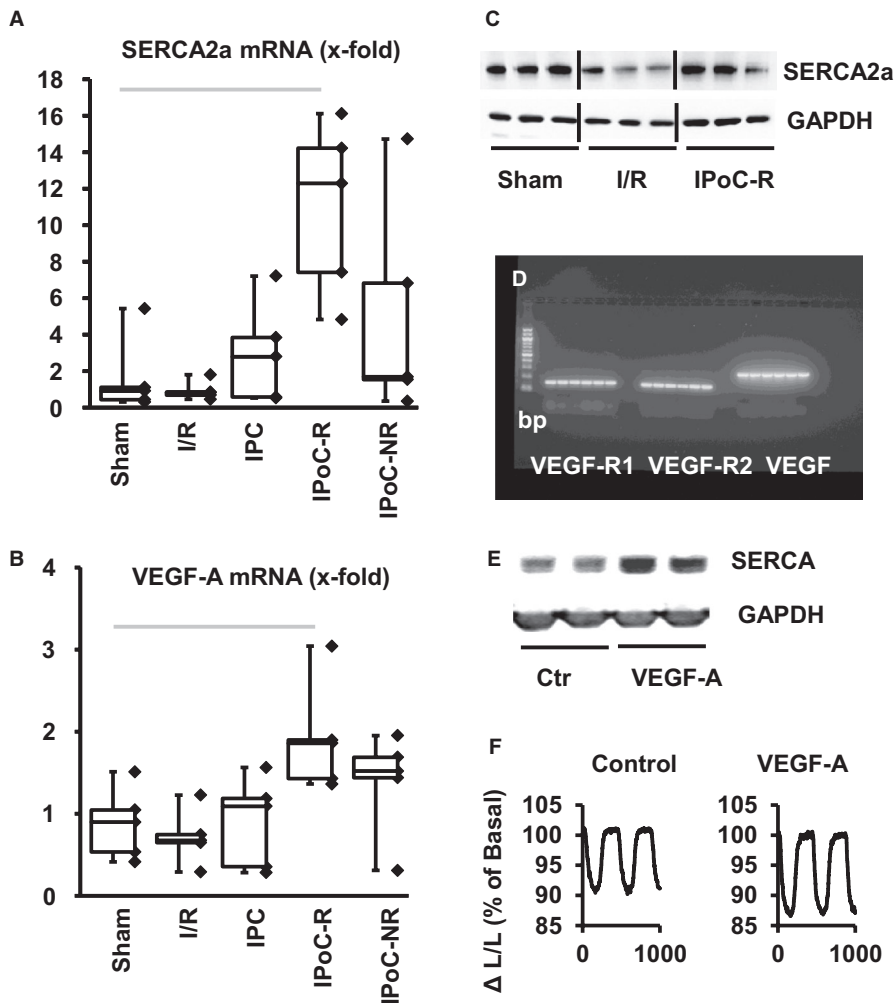 A
SERCA2a mRNA (x-fold)
18
16
14
12
10
8
6
4
2
0
Sham
I/R
IPC
IPoC-R
IPoC-NR
B
VEGF-A mRNA (x-fold)
4
3
2
1
0
Sham
I/R
IPC
IPoC-R
IPoC-NR
C
SERCA2a
GAPDH
Sham I/R IPoC-R
D
bp
VEGF-R1 VEGF-R2 VEGF
E
SERCA
GAPDH
Ctr VEGF-A
F
Control VEGF-A
Δ L/L (% of Basal)
105
100
95
90
85
0 1000
105
100
95
90
85
0 1000